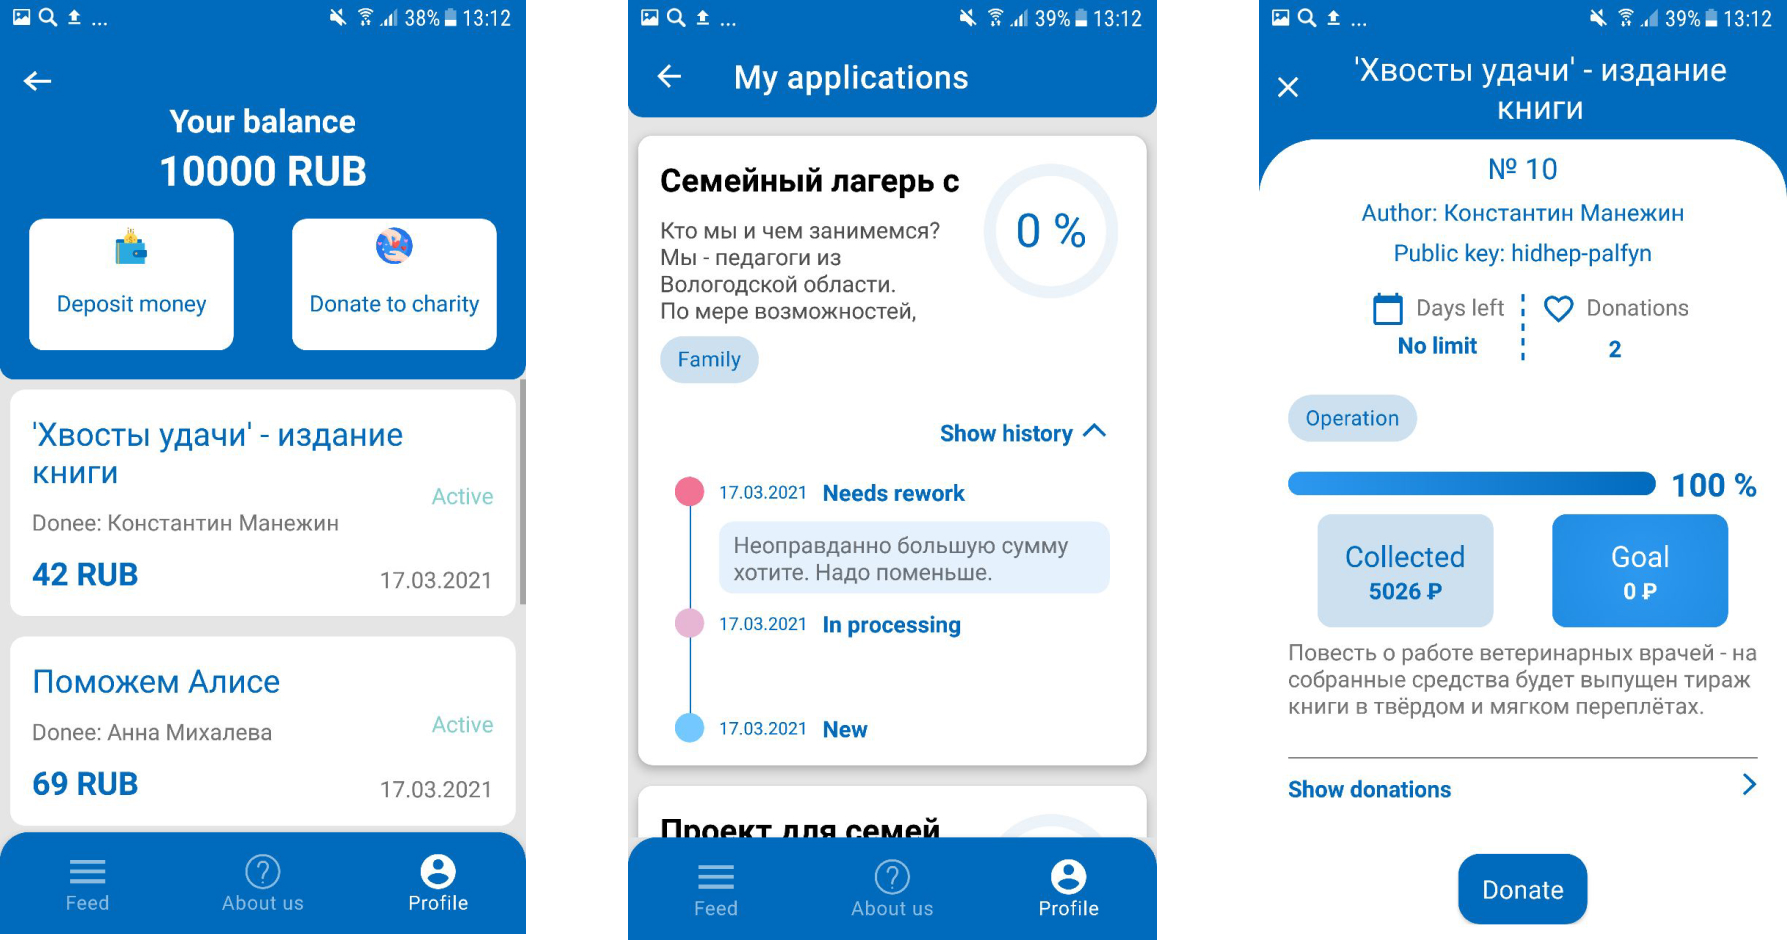 ... 38% 13:12
Your balance
10000 RUB
Deposit money
Donate to charity
'Хвосты удачи' - издание
книги
Active
Donee: Константин Манежин
42 RUB
17.03.2021
Поможем Алисе
Active
Donee: Анна Михалева
69 RUB
17.03.2021
Feed
About us
Profile
... 39% 13:12
My applications
Семейный лагерь с
0 %
Кто мы и чем занимемся?
Мы - педагоги из
Вологодской области.
По мере возможностей,
Family
Show history
17.03.2021 Needs rework
Неоправданно большую сумму
хотите. Надо поменьше.
17.03.2021 In processing
17.03.2021 New
Проект для семей
Feed
About us
Profile
... 39% 13:12
'Хвосты удачи' - издание
книги
№ 10
Author: Константин Манежин
Public key: hidhep-palfyn
Days left
No limit
Donations
2
Operation
100 %
Collected
5026 ₽
Goal
0 ₽
Повесть о работе ветеринарных врачей - на
собранные средства будет выпущен тираж
книги в твёрдом и мягком переплётах.
Show donations
Donate